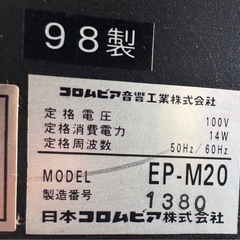 98製
コロムビア音響工業株式会社
定格電圧 100V
定格消費電力 14W
定格周波数 50Hz/60Hz
MODEL EP-M20
製造番号 1380
日本コロムビア株式会社